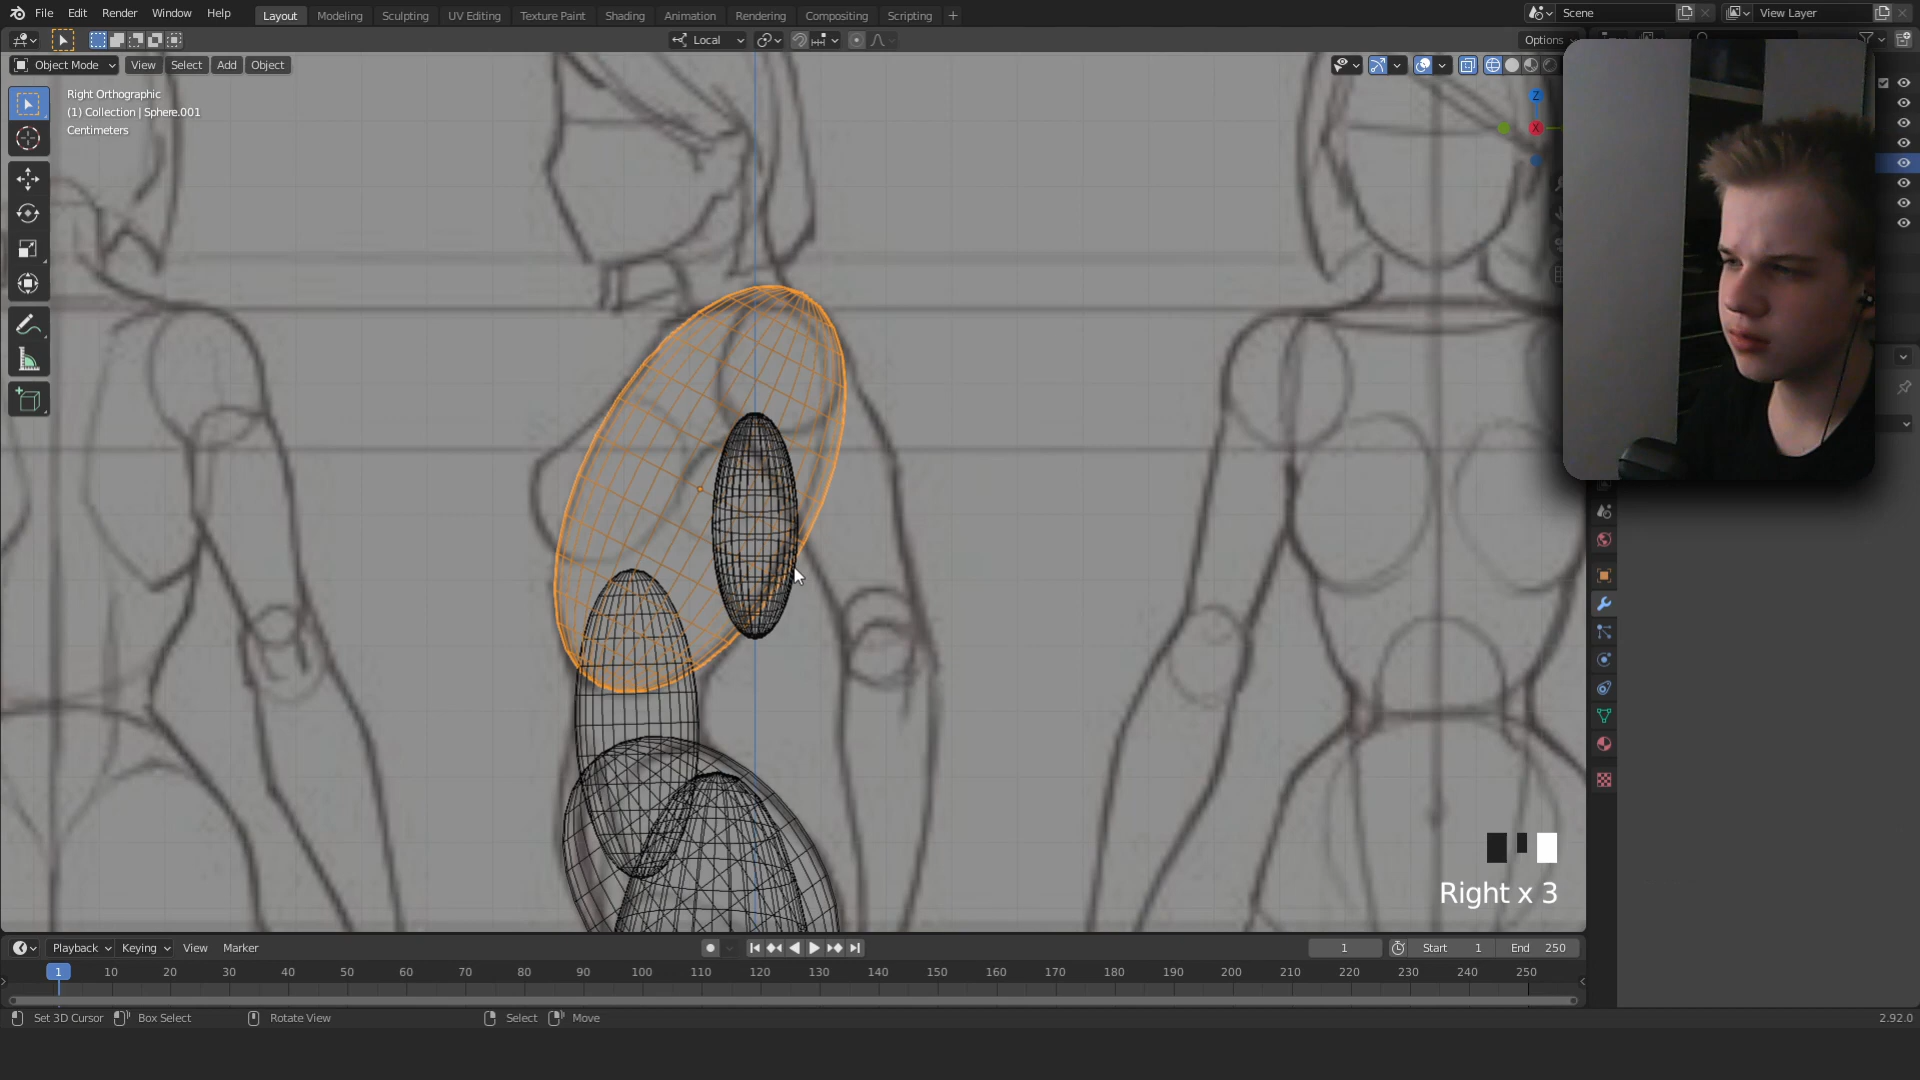 File Edit Render Window Help
Layout Modeling Sculpting UV Editing Texture Paint Shading Animation Rendering Compositing Scripting +
Scene View Layer
Local Options
Object Mode View Select Add Object
Right Orthographic
(1) Collection | Sphere.001
Centimeters
Z
X
Right x 3
Playback Keying View Marker
1 Start 1 End 250
1 10 20 30 40 50 60 70 80 90 100 110 120 130 140 150 160 170 180 190 200 210 220 230 240 250
Set 3D Cursor Box Select Rotate View Select Move 2.92.0